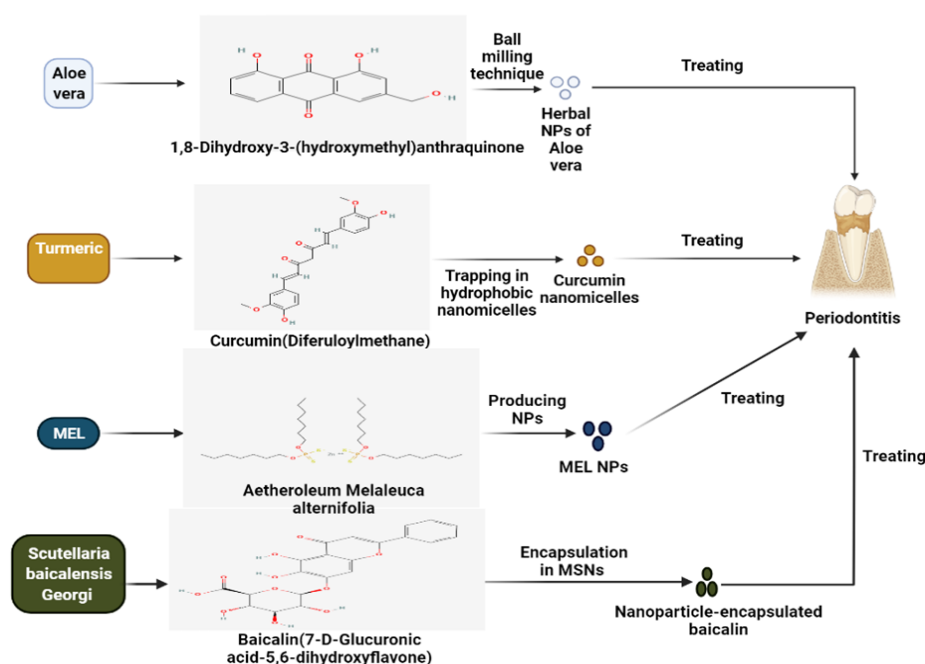 Aloe
vera
1,8-Dihydroxy-3-(hydroxymethyl)anthraquinone
Ball
milling
technique
Herbal
NPs of
Aloe
vera
Treating
Turmeric
Curcumin(Diferuloylmethane)
Trapping in
hydrophobic
nanomicelles
Curcumin
nanomicelles
Treating
Periodontitis
MEL
Aetheroleum Melaleuca
alternifolia
Producing
NPs
MEL NPs
Treating
Scutellaria
baicalensis
Georgi
Baicalin(7-D-Glucuronic
acid-5,6-dihydroxyflavone)
Encapsulation
in MSNs
Nanoparticle-encapsulated
baicalin
Treating